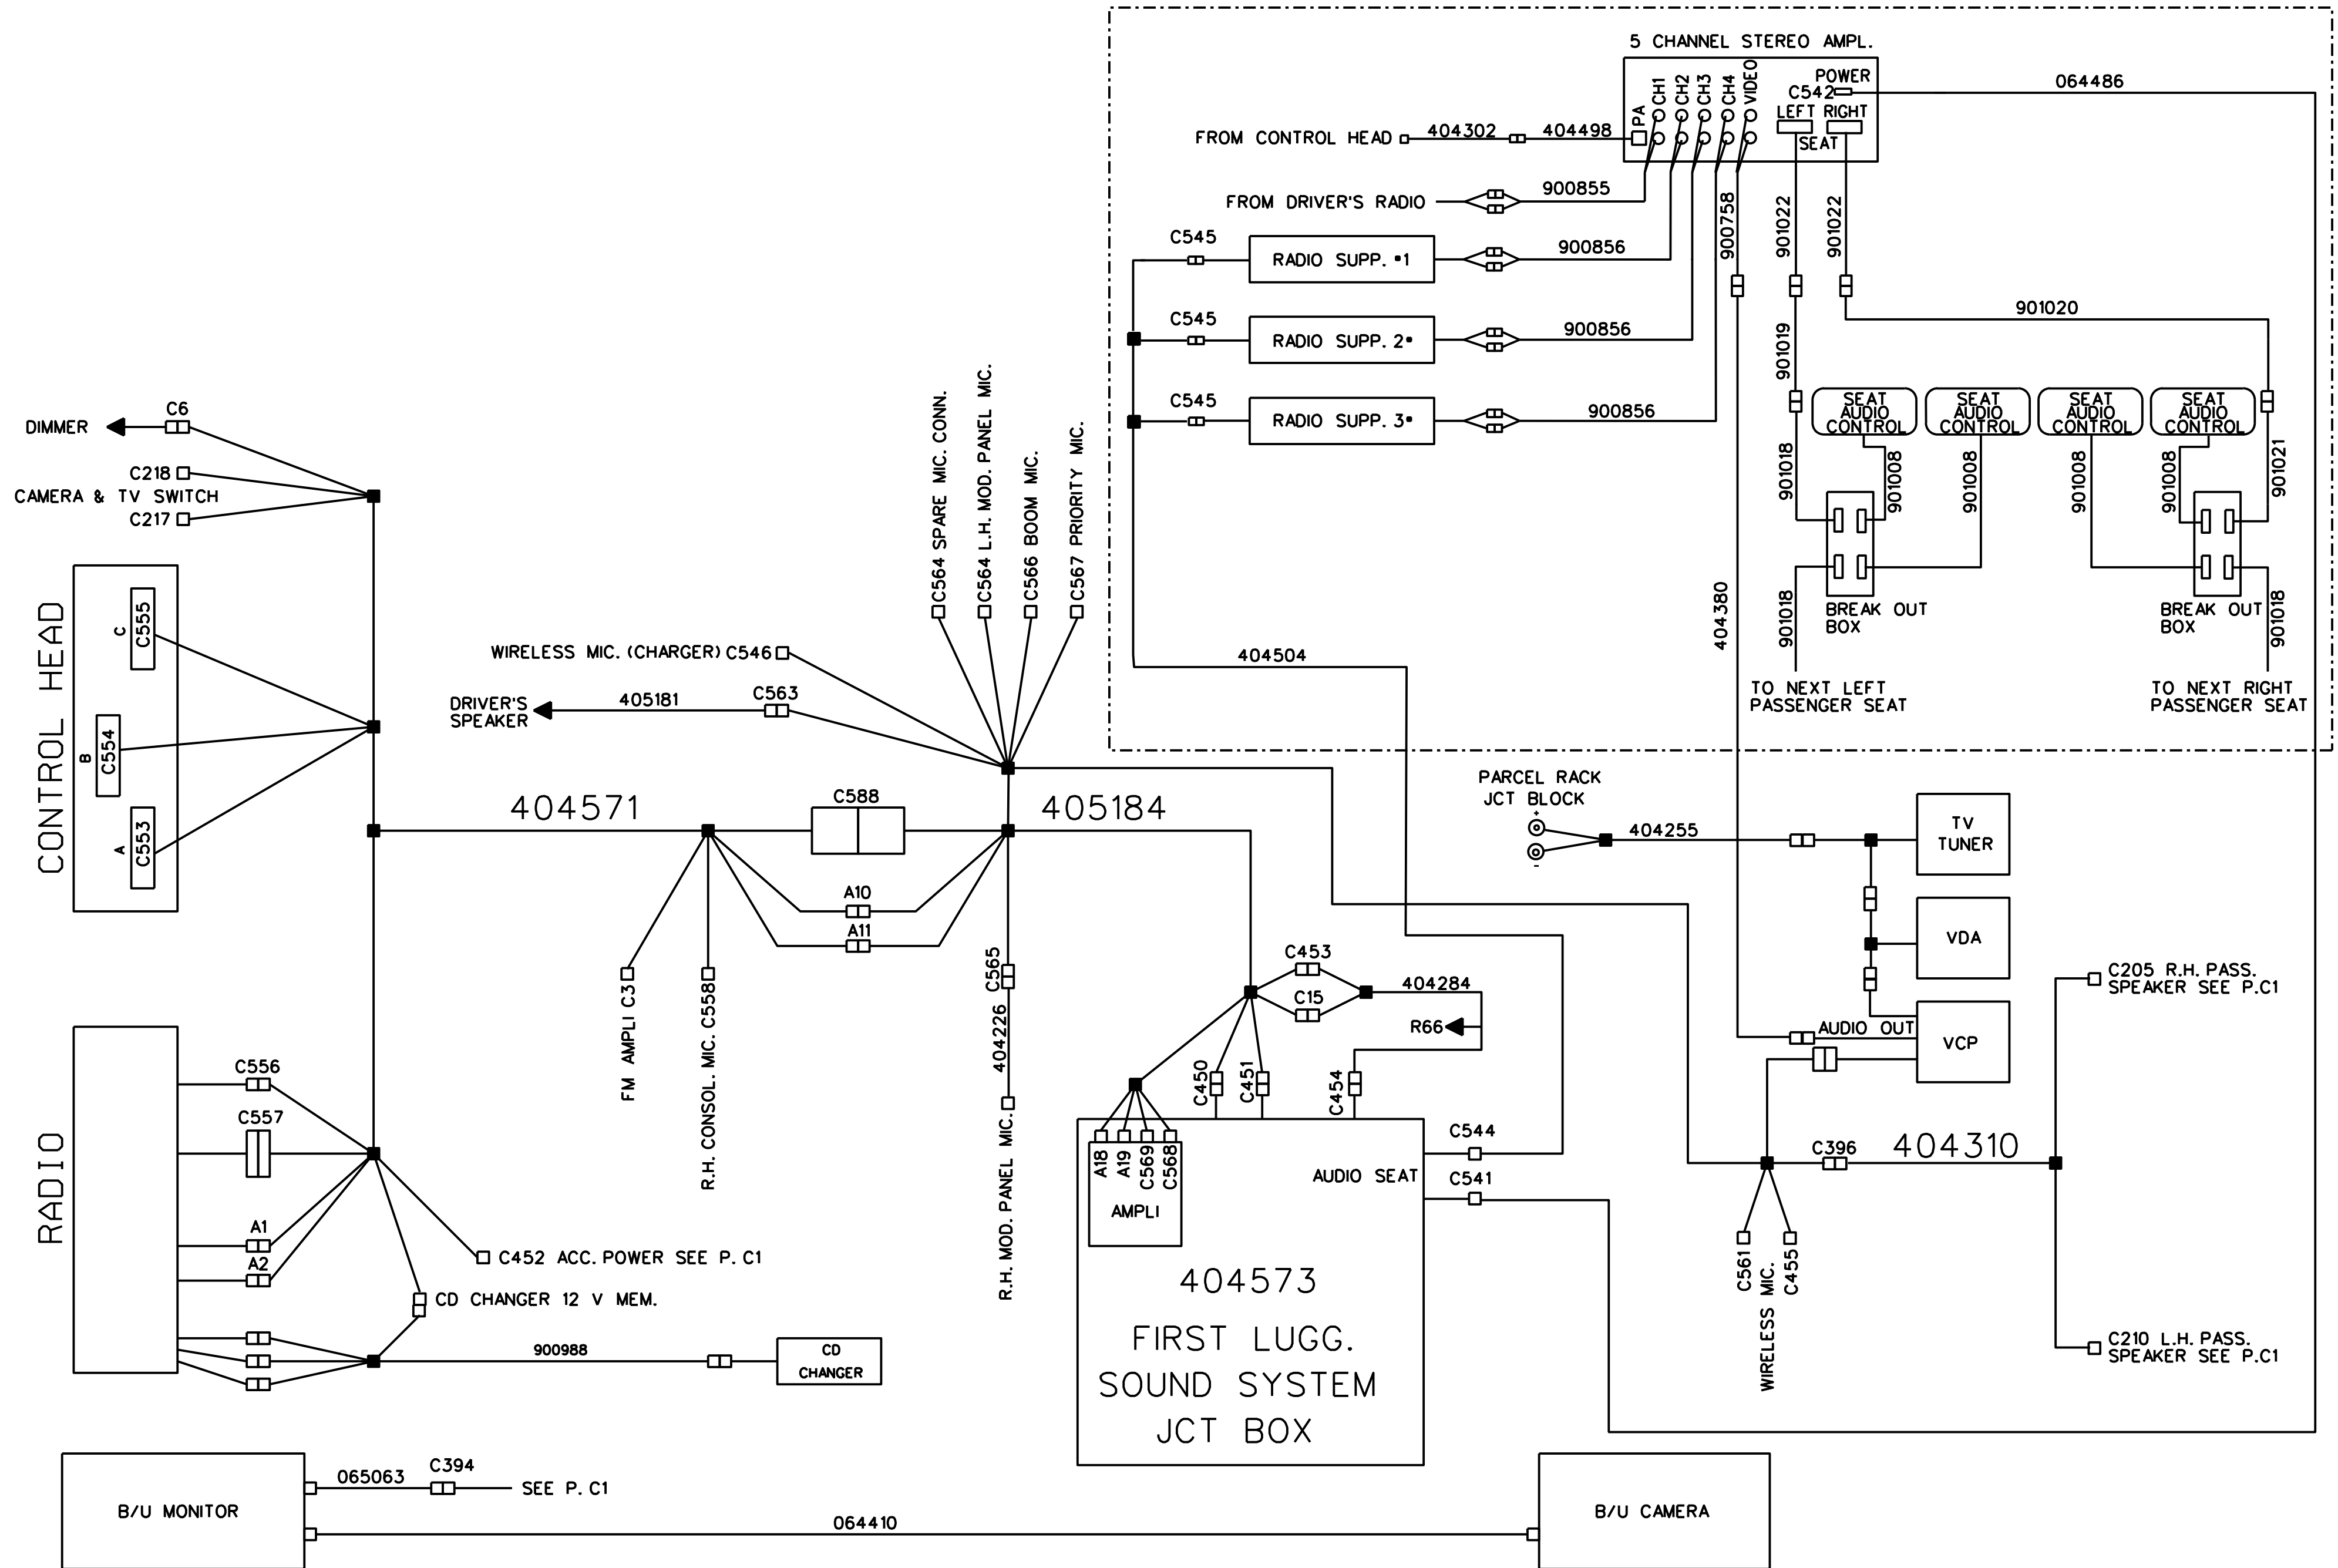 5 CHANNEL STEREO AMPL.
POWER
C542
LEFT RIGHT
SEAT
PA
CH1
CH2
CH3
CH4
VIDEO
064486
FROM CONTROL HEAD
404302
404498
FROM DRIVER'S RADIO
900855
C545
RADIO SUPP. *1
900856
C545
RADIO SUPP. 2*
900856
C545
RADIO SUPP. 3*
900856
900758
901022
901022
901020
901019
SEAT
AUDIO
CONTROL
SEAT
AUDIO
CONTROL
SEAT
AUDIO
CONTROL
SEAT
AUDIO
CONTROL
901018
901008
901008
901008
901008
901021
BREAK OUT
BOX
BREAK OUT
BOX
901018
901018
404380
TO NEXT LEFT
PASSENGER SEAT
TO NEXT RIGHT
PASSENGER SEAT
404504
DIMMER
C6
C218
CAMERA & TV SWITCH
C217
CONTROL HEAD
C
C555
B
C554
A
C553
C564 SPARE MIC. CONN.
C564 L.H. MOD. PANEL MIC.
C566 BOOM MIC.
C567 PRIORITY MIC.
WIRELESS MIC. (CHARGER) C546
DRIVER'S
SPEAKER
405181
C563
404571
C588
405184
A10
A11
FM AMPLI C3
R.H. CONSOL. MIC. C558
C565
404226
R.H. MOD. PANEL MIC.
PARCEL RACK
JCT BLOCK
+
-
404255
TV
TUNER
VDA
VCP
AUDIO OUT
C453
C15
404284
R66
C450
C451
C454
C544
AUDIO SEAT
C541
A18
A19
C569
C568
AMPLI
404573
FIRST LUGG.
SOUND SYSTEM
JCT BOX
C205 R.H. PASS.
SPEAKER SEE P.C1
C396
404310
C561
WIRELESS MIC.
C455
C210 L.H. PASS.
SPEAKER SEE P.C1
RADIO
C556
C557
A1
A2
C452 ACC. POWER SEE P. C1
CD CHANGER 12 V MEM.
900988
CD
CHANGER
B/U MONITOR
065063
C394
SEE P. C1
064410
B/U CAMERA